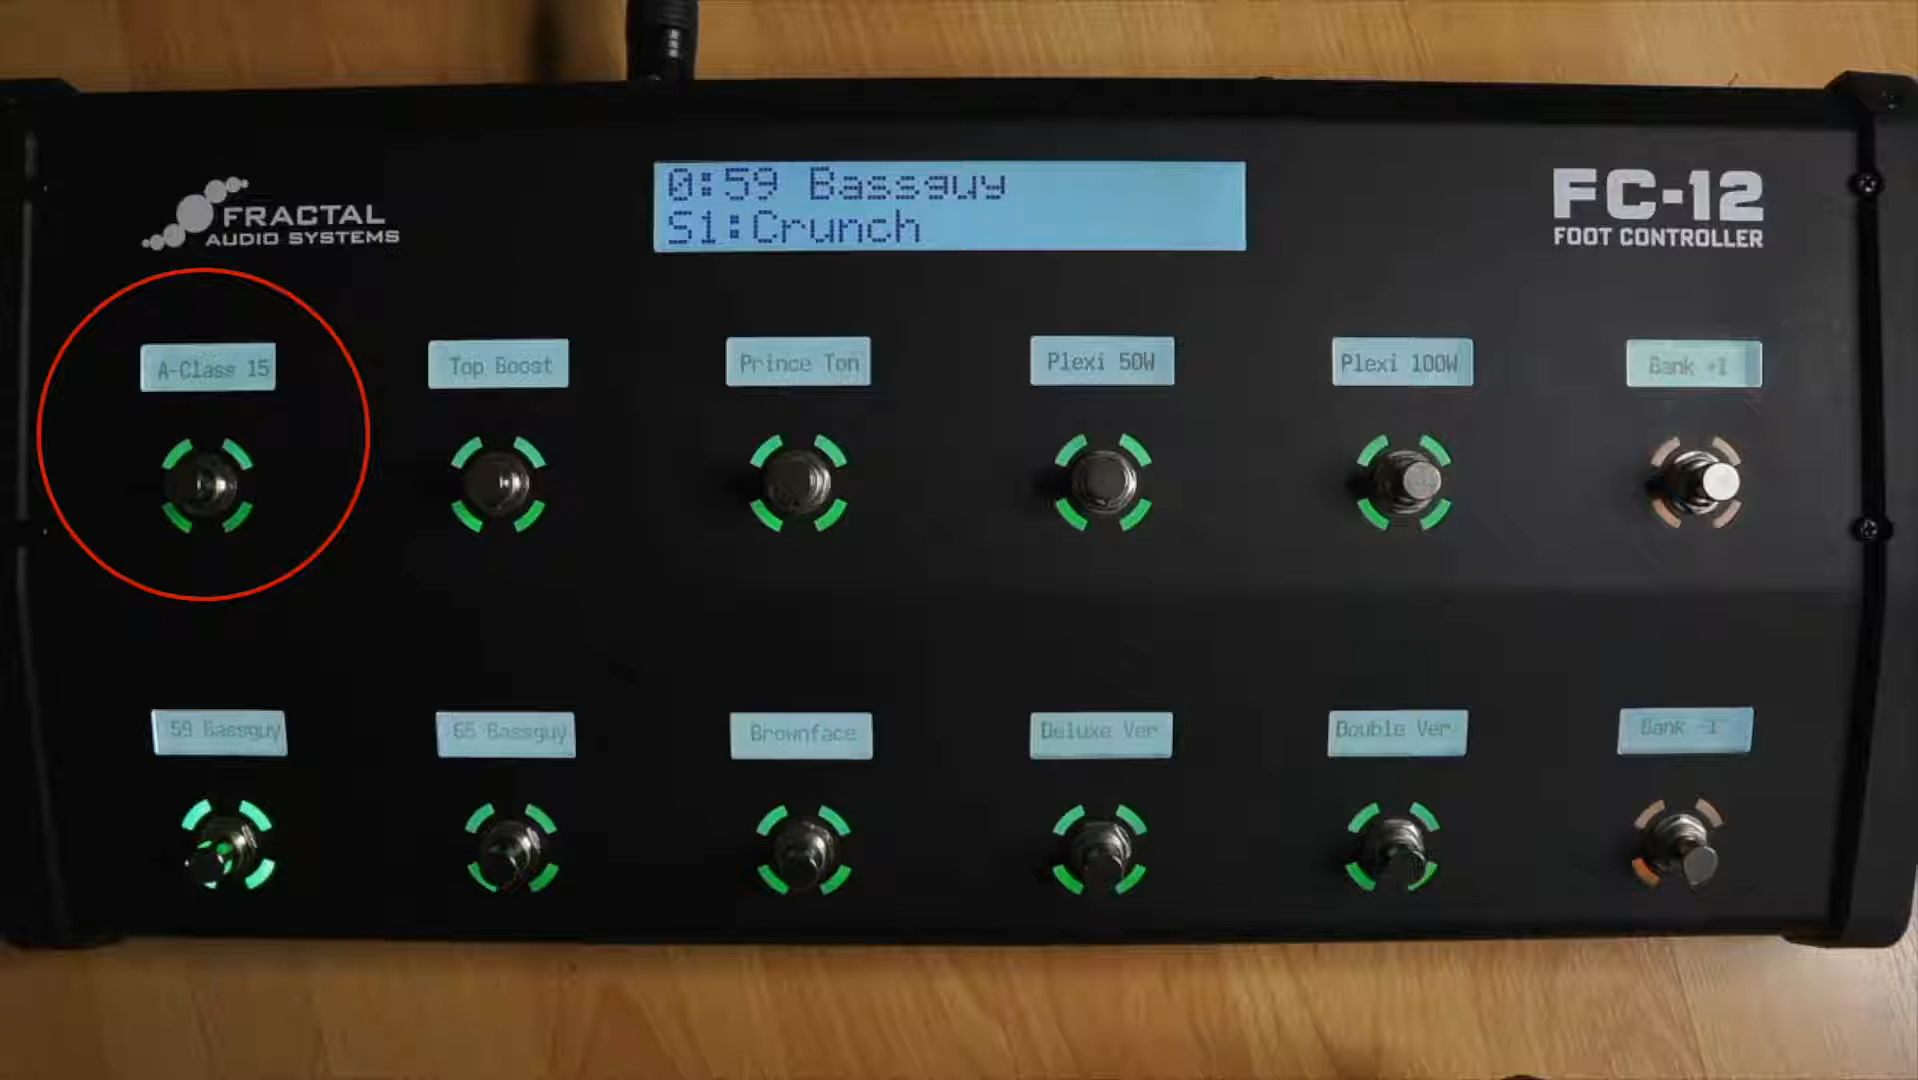 FRACTAL
AUDIO SYSTEMS
0:59 Bassguy
S1:Crunch
FC-12
FOOT CONTROLLER
A-Class 15
Top Boost
Prince Ton
Plexi 50W
Plexi 100W
Bank +1
59 Bassguy
65 Bassguy
Brownface
Deluxe Ver
Double Ver
Bank -1